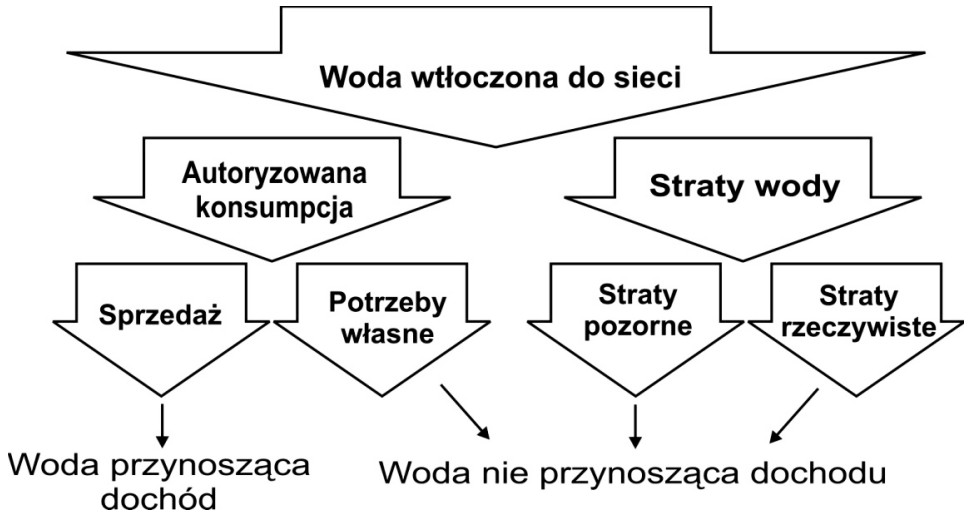 Woda wtłoczona do sieci
Autoryzowana
konsumpcja
Straty wody
Sprzedaż
Potrzeby
własne
Straty
pozorne
Straty
rzeczywiste
Woda przynosząca
dochód
Woda nie przynosząca dochodu